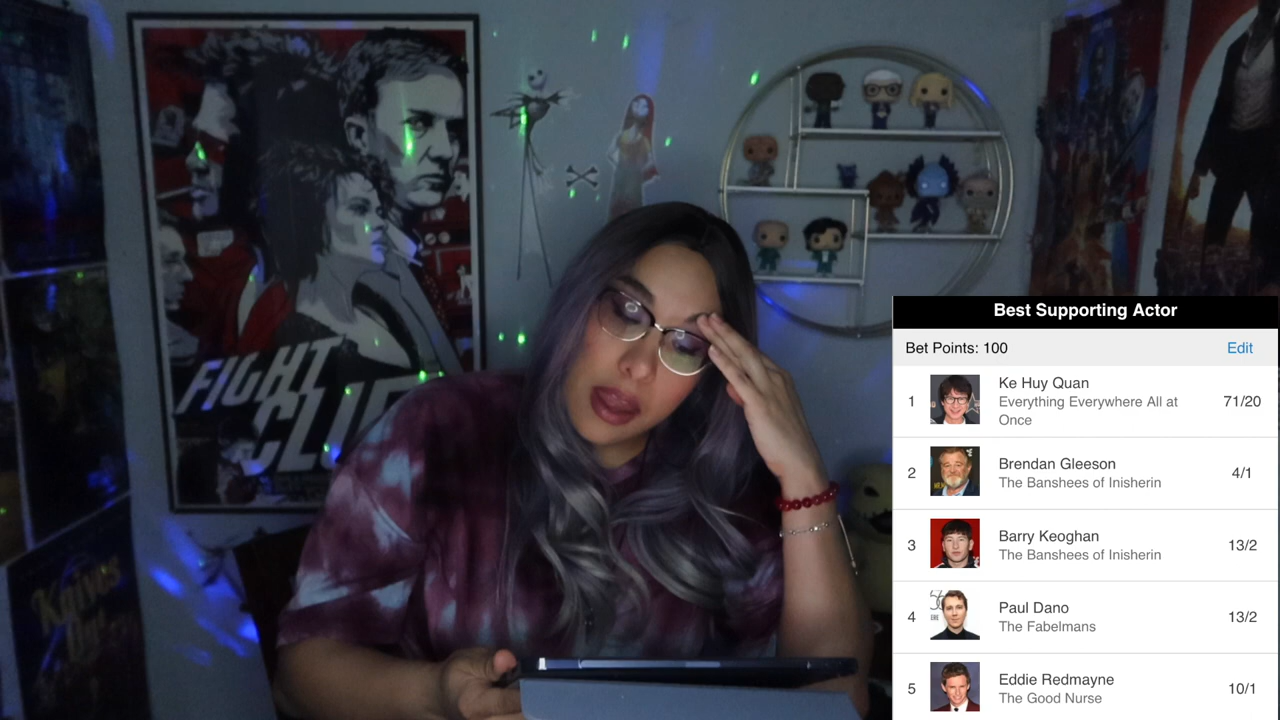 FIGHT
CLUB
Best Supporting Actor
Bet Points: 100
Edit
1
Ke Huy Quan
Everything Everywhere All at
Once
71/20
2
Brendan Gleeson
The Banshees of Inisherin
4/1
3
Barry Keoghan
The Banshees of Inisherin
13/2
4
Paul Dano
The Fabelmans
13/2
5
Eddie Redmayne
The Good Nurse
10/1